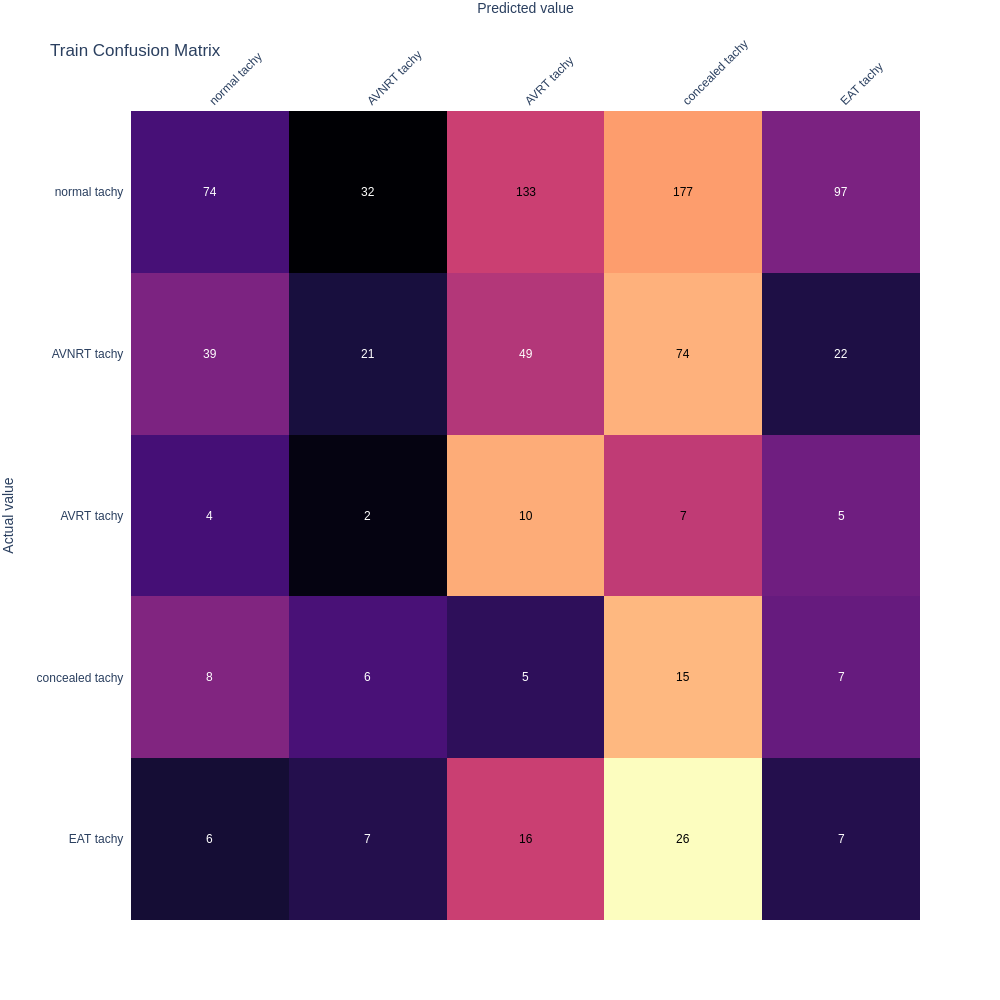 Predicted value
Train Confusion Matrix
normal tachy AVNRT tachy AVRT tachy concealed tachy EAT tachy
normal tachy 74 32 133 177 97
AVNRT tachy 39 21 49 74 22
AVRT tachy 4 2 10 7 5
concealed tachy 8 6 5 15 7
EAT tachy 6 7 16 26 7
Actual value